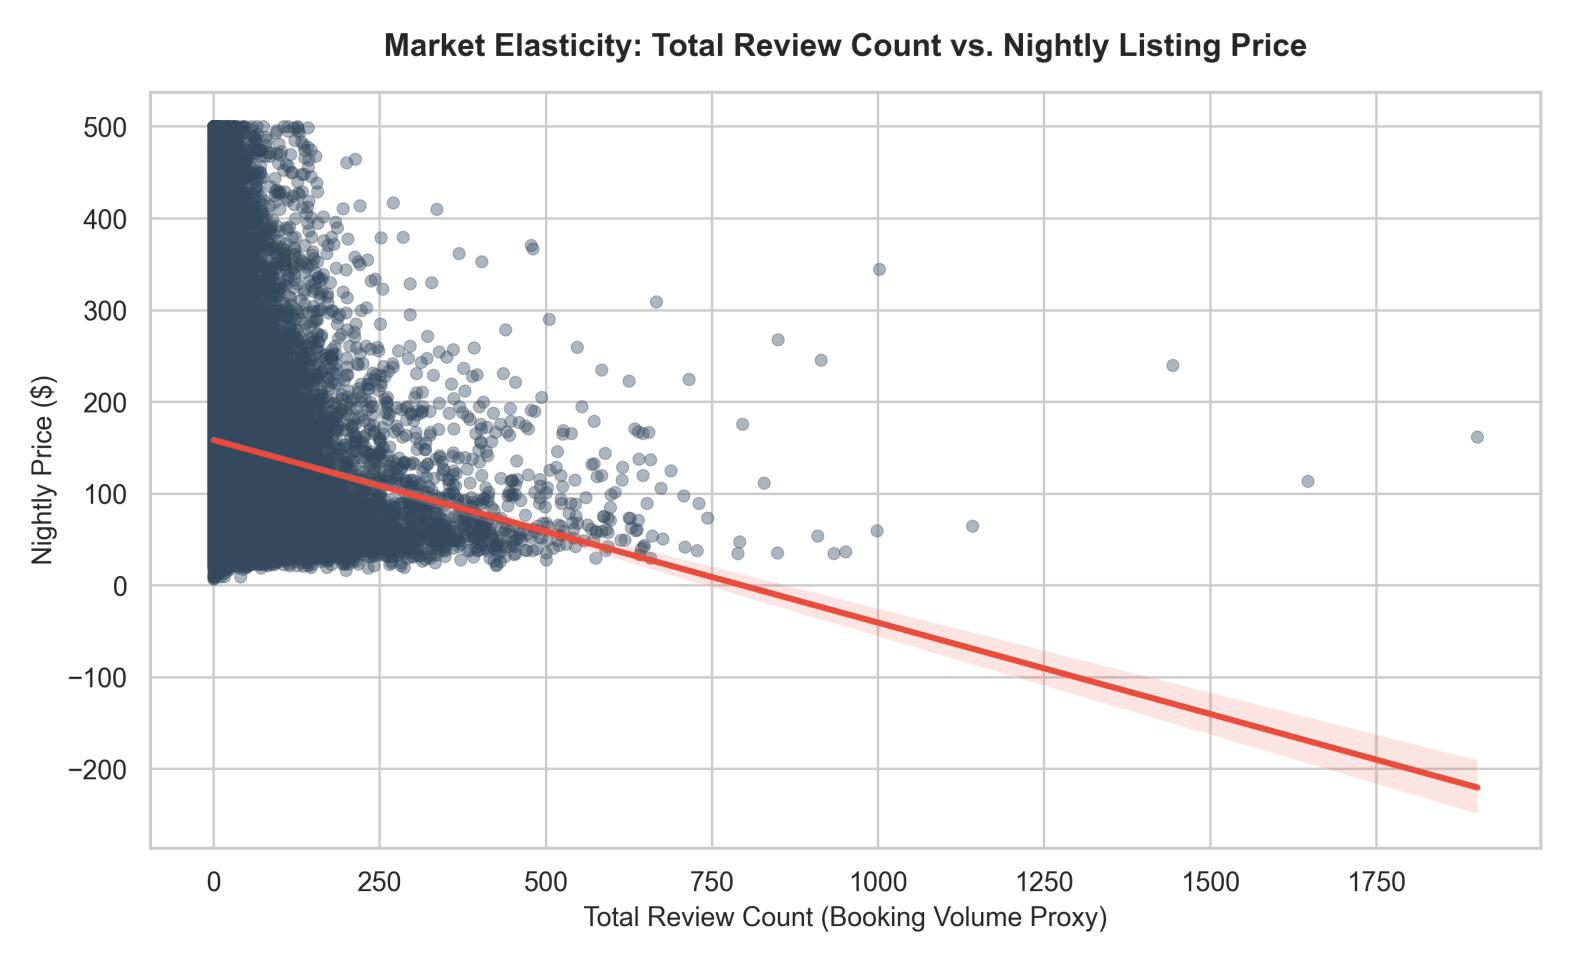 Market Elasticity: Total Review Count vs. Nightly Listing Price
Nightly Price ($)
500
400
300
200
100
0
−100
−200
0 250 500 750 1000 1250 1500 1750
Total Review Count (Booking Volume Proxy)